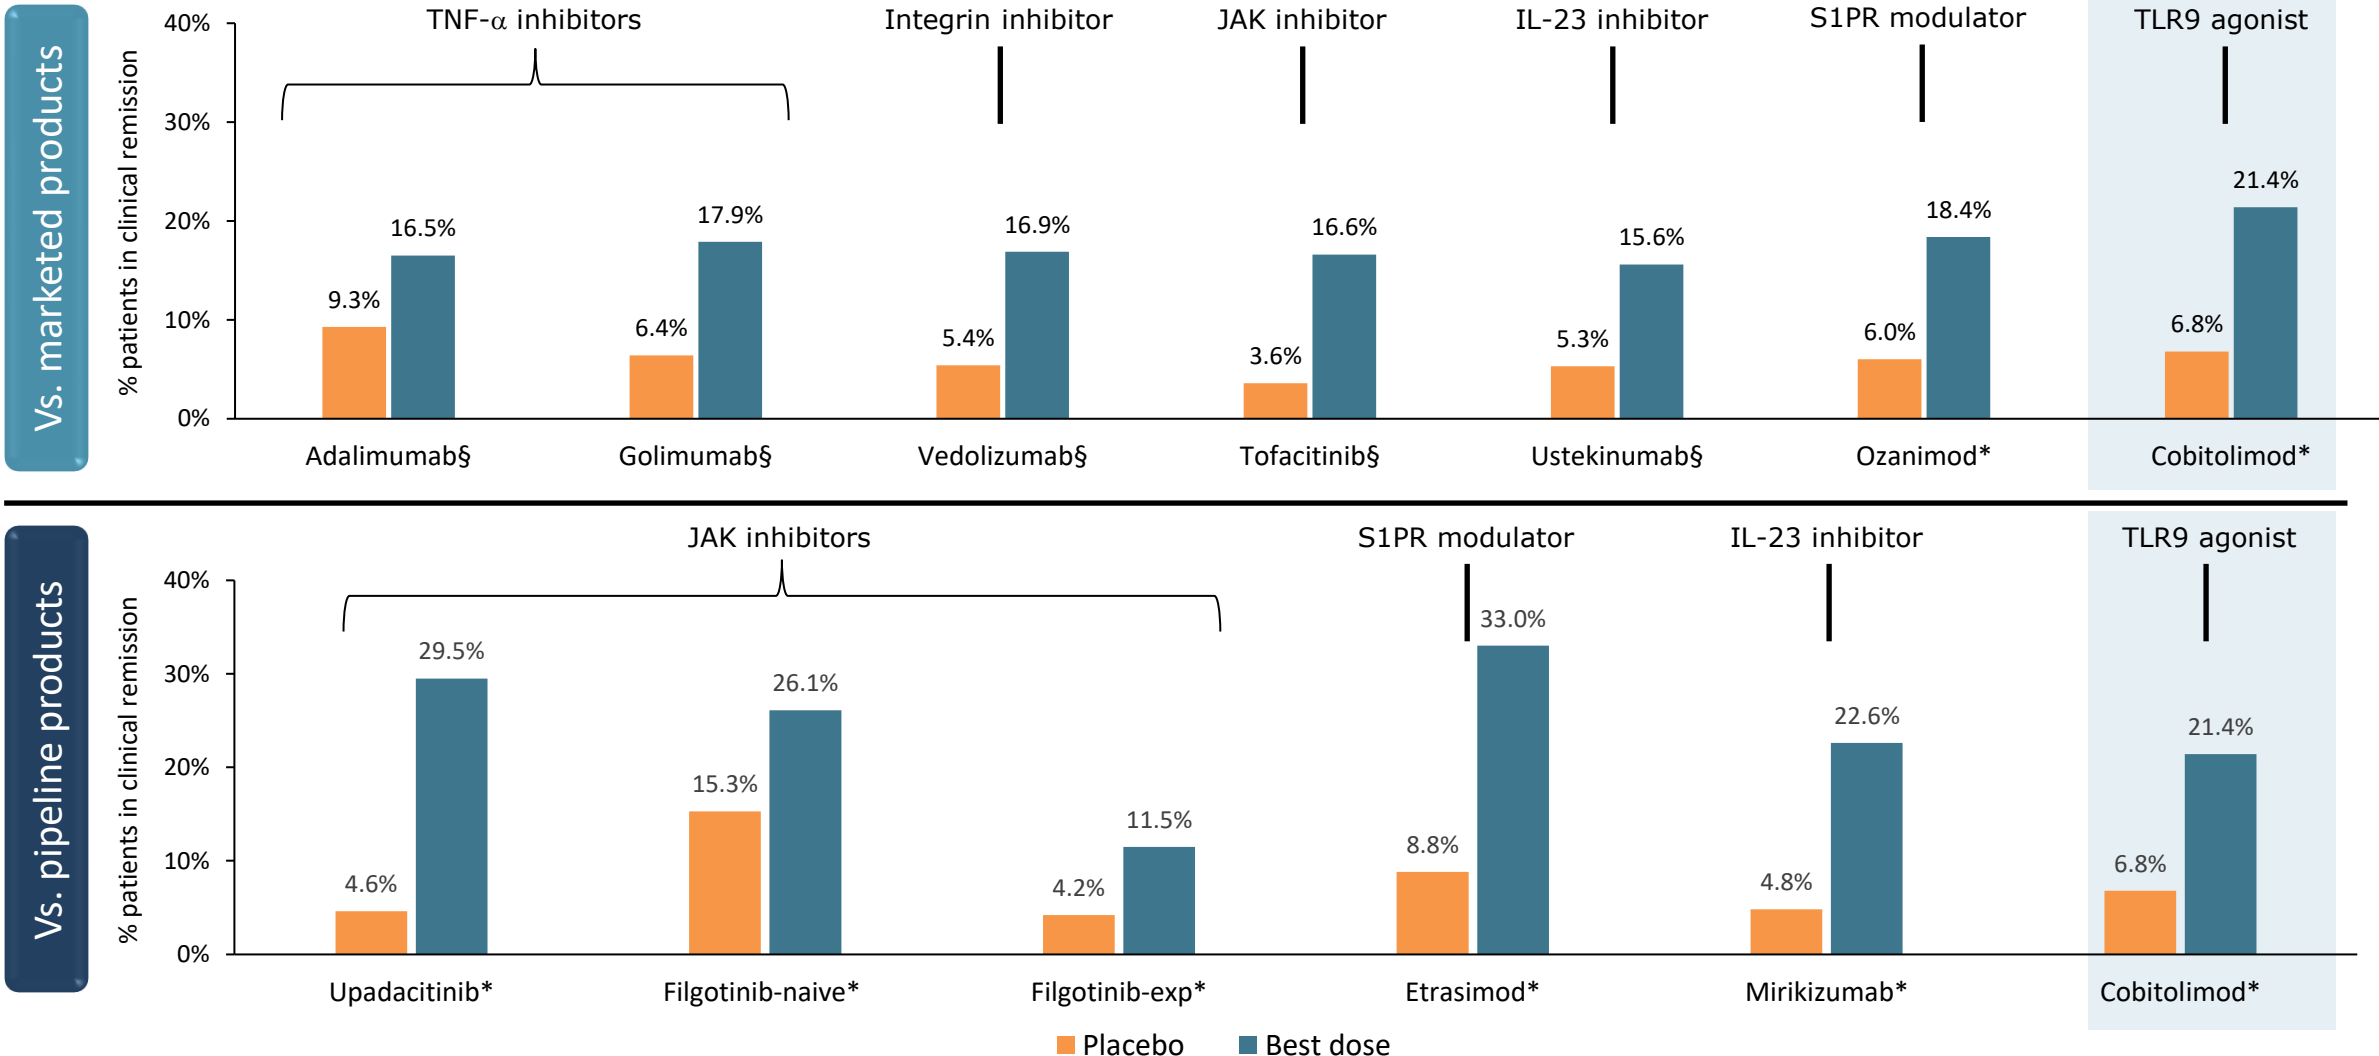 Vs. marketed products
% patients in clinical remission
40%
30%
20%
10%
0%
TNF-α inhibitors
Integrin inhibitor
JAK inhibitor
IL-23 inhibitor
S1PR modulator
TLR9 agonist
9.3%
16.5%
6.4%
17.9%
5.4%
16.9%
3.6%
16.6%
5.3%
15.6%
6.0%
18.4%
6.8%
21.4%
Adalimumab§
Golimumab§
Vedolizumab§
Tofacitinib§
Ustekinumab§
Ozanimod*
Cobitolimod*
Vs. pipeline products
% patients in clinical remission
40%
30%
20%
10%
0%
JAK inhibitors
S1PR modulator
IL-23 inhibitor
TLR9 agonist
4.6%
29.5%
15.3%
26.1%
4.2%
11.5%
8.8%
33.0%
4.8%
22.6%
6.8%
21.4%
Upadacitinib*
Filgotinib-naive*
Filgotinib-exp*
Etrasimod*
Mirikizumab*
Cobitolimod*
Placebo
Best dose